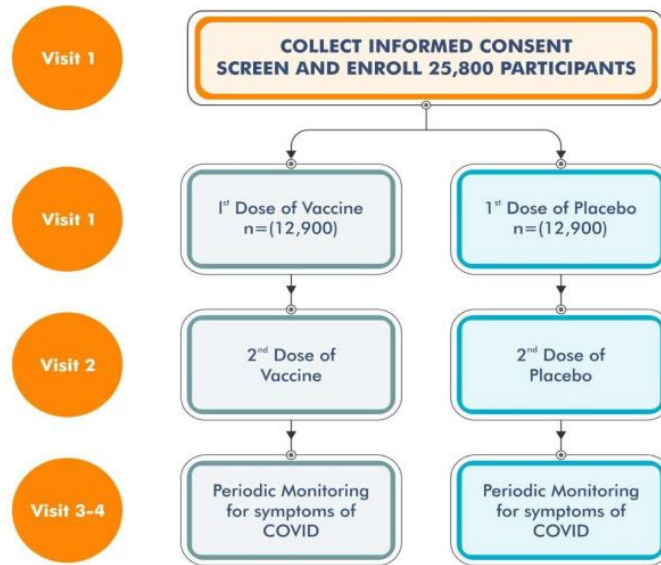 Visit 1
COLLECT INFORMED CONSENT
SCREEN AND ENROLL 25,800 PARTICIPANTS
Visit 1
Ist Dose of Vaccine
n=(12,900)
1st Dose of Placebo
n=(12,900)
Visit 2
2nd Dose of
Vaccine
2nd Dose of
Placebo
Visit 3-4
Periodic Monitoring
for symptoms of
COVID
Periodic Monitoring
for symptoms of
COVID